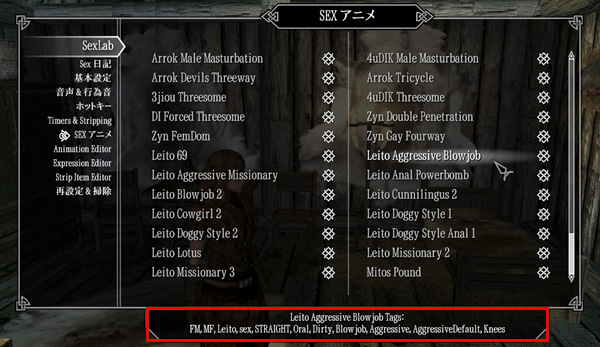 SEX アニメ
SexLab
Sex 日記
基本設定
音声＆行為音
ホットキー
Timers & Stripping
SEX アニメ
Animation Editor
Expression Editor
Strip Item Editor
再設定＆掃除
Arrok Male Masturbation
4uDIK Male Masturbation
Arrok Devils Threeway
Arrok Tricycle
3jiou Threesome
4uDIK Threesome
DI Forced Threesome
Zyn Double Penetration
Zyn FemDom
Zyn Gay Fourway
Leito 69
Leito Aggressive Blowjob
Leito Aggressive Missionary
Leito Anal Powerbomb
Leito Blowjob 2
Leito Cunnilingus 2
Leito Cowgirl 2
Leito Doggy Style 1
Leito Doggy Style 2
Leito Doggy Style Anal 1
Leito Lotus
Leito Missionary 2
Leito Missionary 3
Mitos Pound
Leito Aggressive Blowjob Tags:
FM, MF, Leito, sex, STRAIGHT, Oral, Dirty, Blowjob, Aggressive, AggressiveDefault, Knees